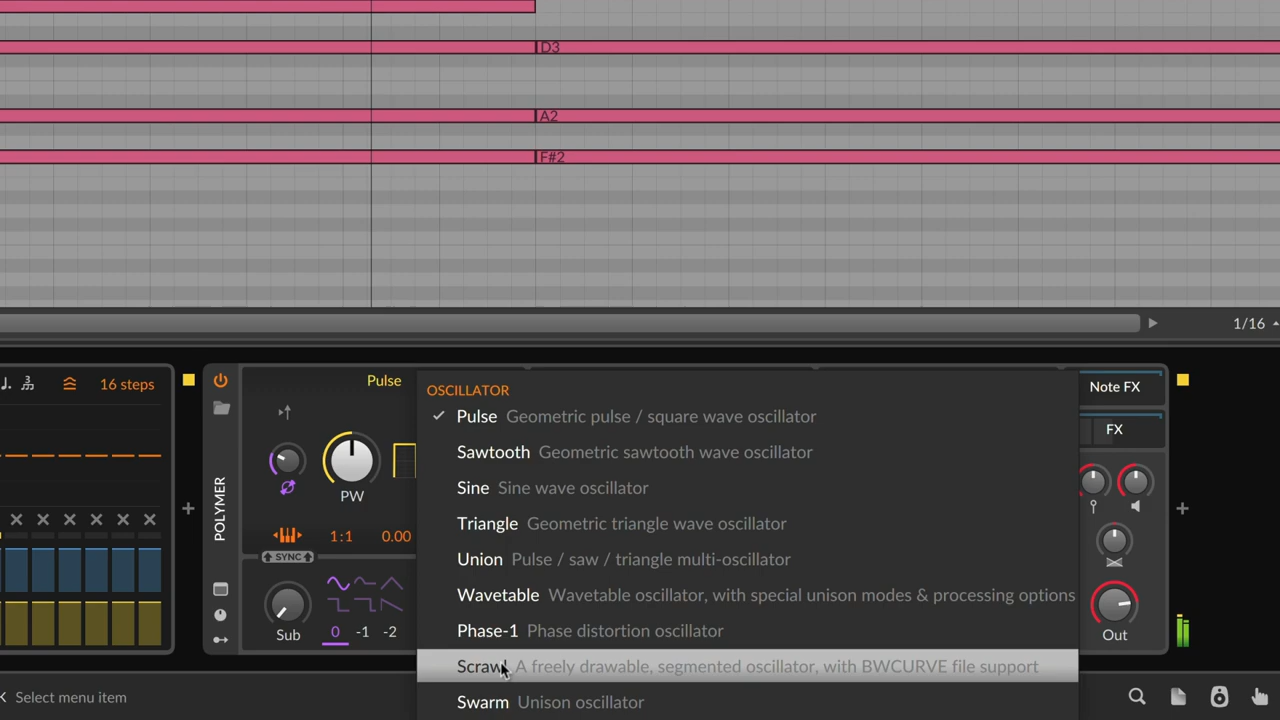 D3
A2
F#2
1/16
16 steps
POLYMER
Pulse
PW
1:1
0.00
SYNC
Sub
0
-1
-2
OSCILLATOR
Pulse Geometric pulse / square wave oscillator
Sawtooth Geometric sawtooth wave oscillator
Sine Sine wave oscillator
Triangle Geometric triangle wave oscillator
Union Pulse / saw / triangle multi-oscillator
Wavetable Wavetable oscillator, with special unison modes & processing options
Phase-1 Phase distortion oscillator
Scrawl A freely drawable, segmented oscillator, with BWCURVE file support
Swarm Unison oscillator
Note FX
FX
Out
Select menu item